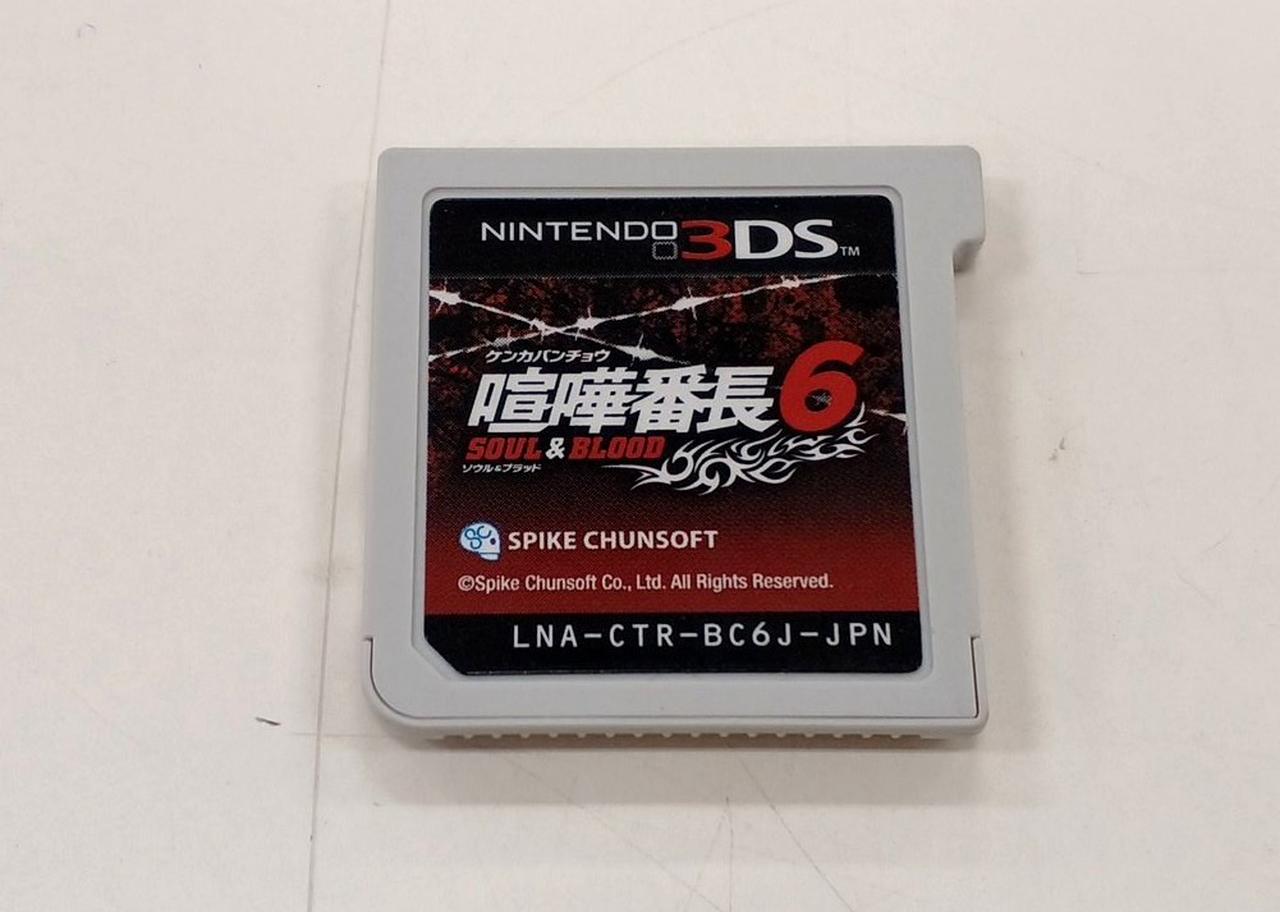 NINTENDO 3DS™
ケンカバンチョウ
喧嘩番長6
SOUL & BLOOD
ソウル&ブラッド
SPIKE CHUNSOFT
©Spike Chunsoft Co., Ltd. All Rights Reserved.
LNA-CTR-BC6J-JPN